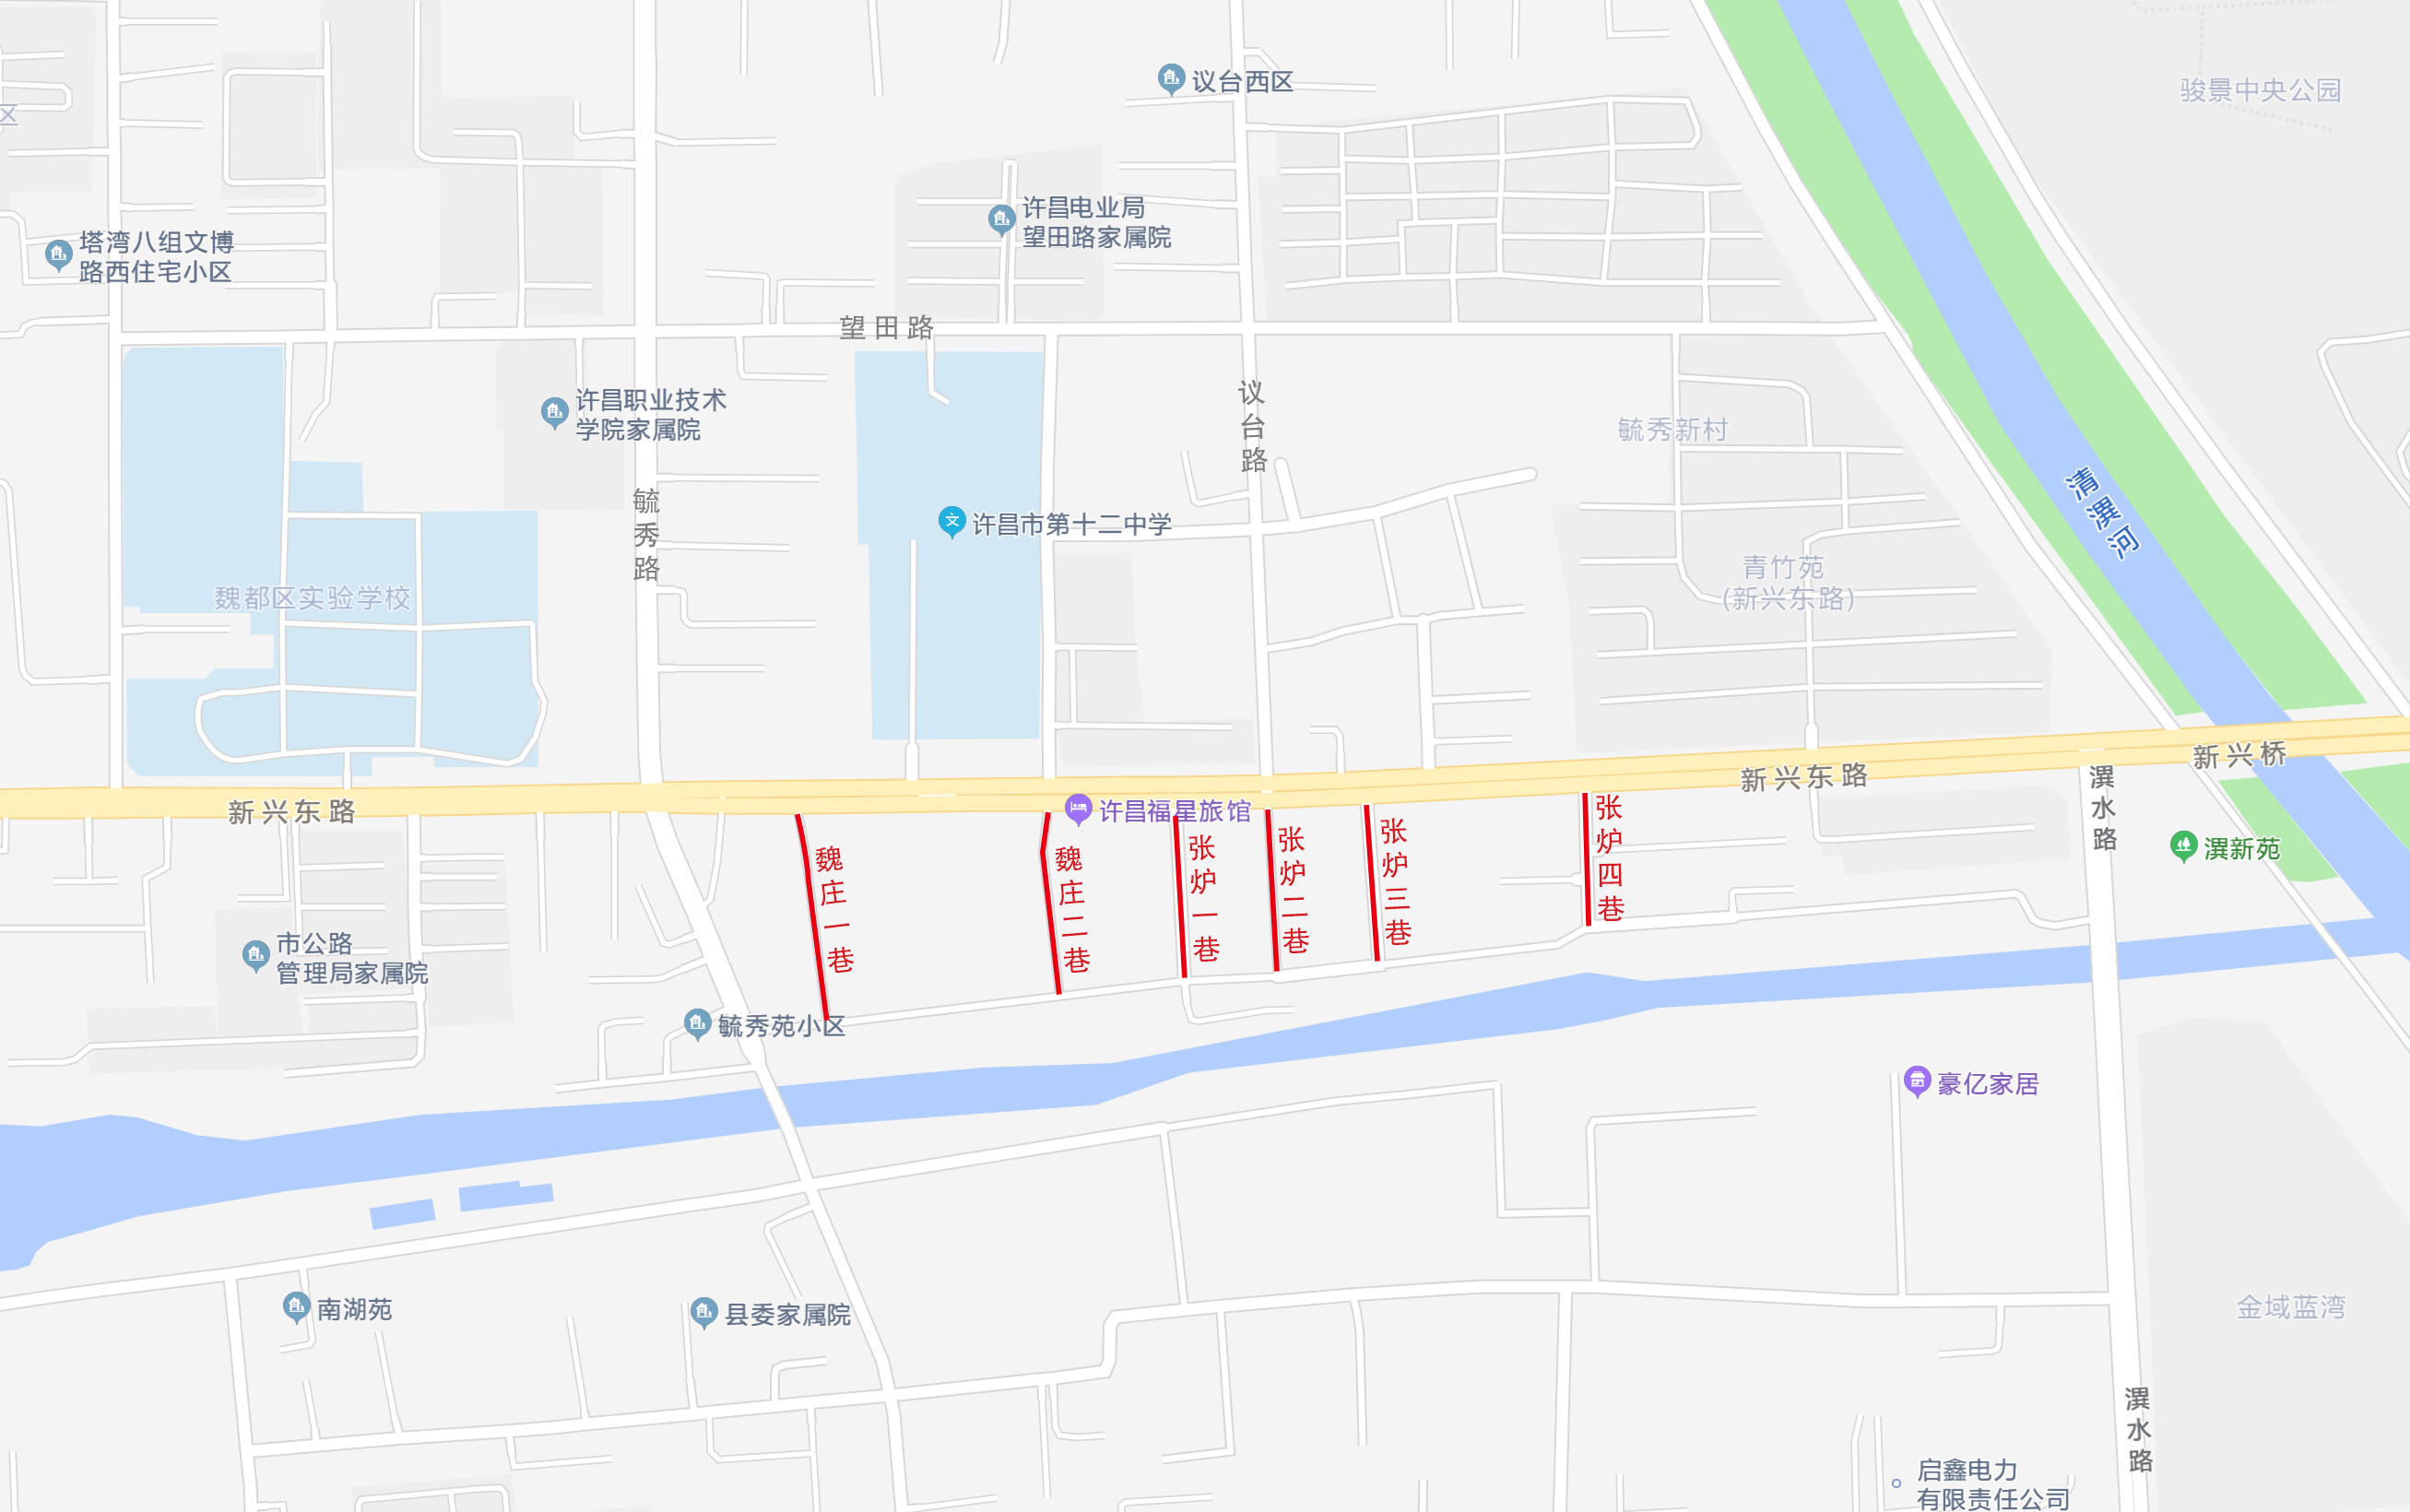 议台西区
骏景中央公园
区
许昌电业局
望田路家属院
塔湾八组文博
路西住宅小区
望田路
许昌职业技术
学院家属院
议台路
毓秀新村
毓秀路
清潩河
许昌市第十二中学
青竹苑
(新兴东路)
魏都区实验学校
新兴桥
新兴东路
新兴东路
许昌福星旅馆
潩水路
潩新苑
魏庄一巷
魏庄二巷
张炉一巷
张炉二巷
张炉三巷
张炉四巷
市公路
管理局家属院
毓秀苑小区
豪亿家居
南湖苑
县委家属院
金域蓝湾
潩水路
启鑫电力
有限责任公司